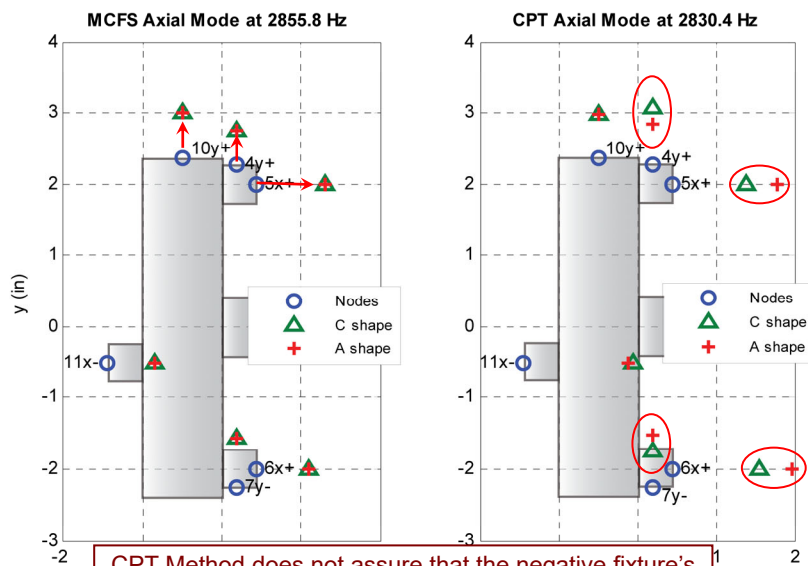 MCFS Axial Mode at 2855.8 Hz
CPT Axial Mode at 2830.4 Hz
y (in)
4
3
2
1
0
-1
-2
-3
-2
10y+
4y+
5x+
11x-
6x+
7y-
Nodes
C shape
A shape
4
3
2
1
0
-1
-2
-3
1
2
10y+
4y+
5x+
11x-
6x+
7y-
Nodes
C shape
A shape
CPT Method does not assure that the negative fixture's